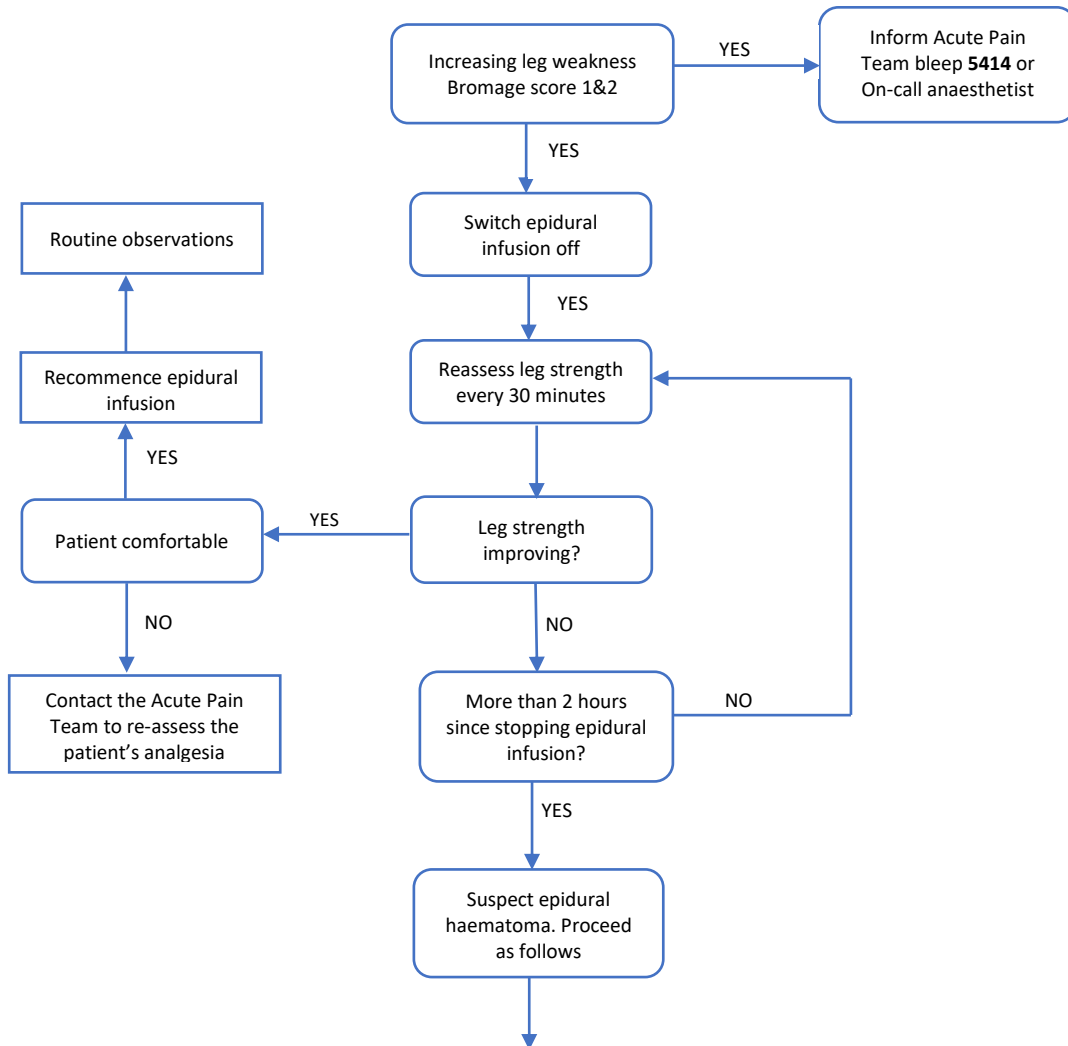 Increasing leg weakness
Bromage score 1&2
YES
Inform Acute Pain
Team bleep 5414 or
On-call anaesthetist
YES
Switch epidural
infusion off
YES
Routine observations
Reassess leg strength
every 30 minutes
Recommence epidural
infusion
YES
Patient comfortable
YES
Leg strength
improving?
NO
NO
Contact the Acute Pain
Team to re-assess the
patient’s analgesia
More than 2 hours
since stopping epidural
infusion?
NO
YES
Suspect epidural
haematoma. Proceed
as follows